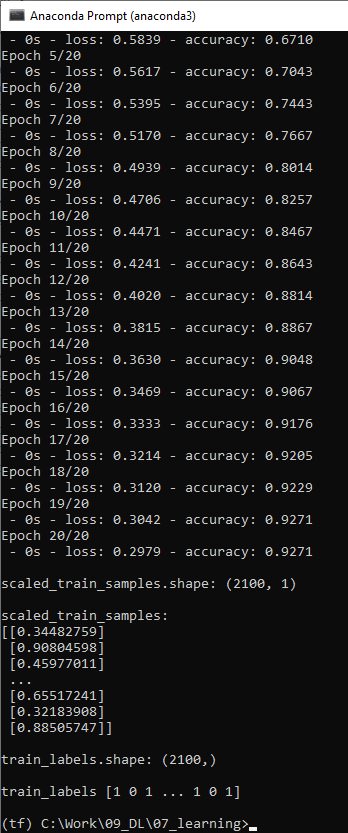 Anaconda Prompt (anaconda3)
 - 0s - loss: 0.5839 - accuracy: 0.6710
Epoch 5/20
 - 0s - loss: 0.5617 - accuracy: 0.7043
Epoch 6/20
 - 0s - loss: 0.5395 - accuracy: 0.7443
Epoch 7/20
 - 0s - loss: 0.5170 - accuracy: 0.7667
Epoch 8/20
 - 0s - loss: 0.4939 - accuracy: 0.8014
Epoch 9/20
 - 0s - loss: 0.4706 - accuracy: 0.8257
Epoch 10/20
 - 0s - loss: 0.4471 - accuracy: 0.8467
Epoch 11/20
 - 0s - loss: 0.4241 - accuracy: 0.8643
Epoch 12/20
 - 0s - loss: 0.4020 - accuracy: 0.8814
Epoch 13/20
 - 0s - loss: 0.3815 - accuracy: 0.8867
Epoch 14/20
 - 0s - loss: 0.3630 - accuracy: 0.9048
Epoch 15/20
 - 0s - loss: 0.3469 - accuracy: 0.9067
Epoch 16/20
 - 0s - loss: 0.3333 - accuracy: 0.9176
Epoch 17/20
 - 0s - loss: 0.3214 - accuracy: 0.9205
Epoch 18/20
 - 0s - loss: 0.3120 - accuracy: 0.9229
Epoch 19/20
 - 0s - loss: 0.3042 - accuracy: 0.9271
Epoch 20/20
 - 0s - loss: 0.2979 - accuracy: 0.9271

scaled_train_samples.shape: (2100, 1)

scaled_train_samples:
[[0.34482759]
 [0.90804598]
 [0.45977011]
 ...
 [0.65517241]
 [0.32183908]
 [0.88505747]]

train_labels.shape: (2100,)

train_labels [1 0 1 ... 1 0 1]

(tf) C:\Work\09_DL\07_learning>